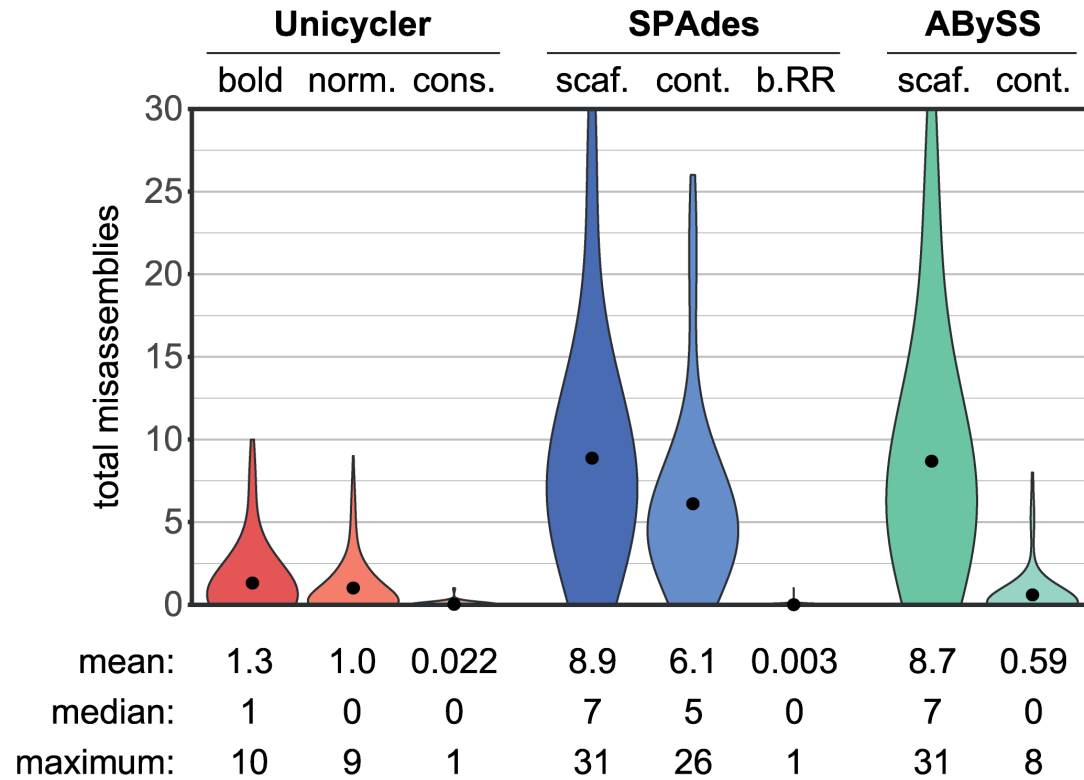 Unicycler SPAdes ABySS
bold norm. cons. scaf. cont. b.RR scaf. cont.
30
25
20
15
10
5
0
total misassemblies
mean: 1.3 1.0 0.022 8.9 6.1 0.003 8.7 0.59
median: 1 0 0 7 5 0 7 0
maximum: 10 9 1 31 26 1 31 8